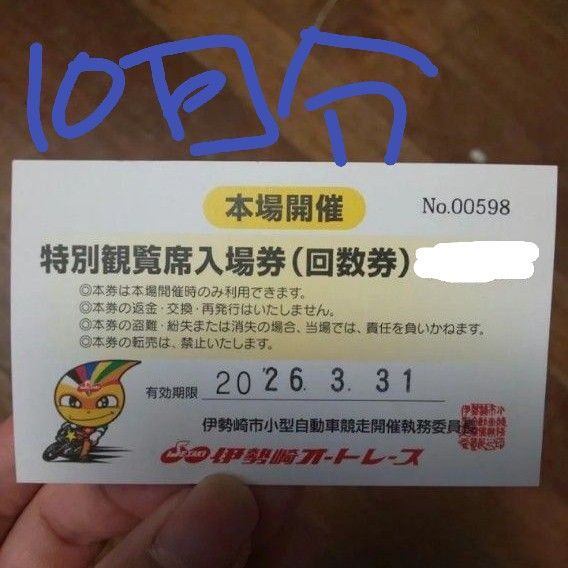 10回分
本場開催
No.00598
特別観覧席入場券(回数券)
◎本券は本場開催時のみ利用できます。
◎本券の返金・交換・再発行はいたしません。
◎本券の盗難・紛失または消失の場合、当場では、責任を負いかねます。
◎本券の転売は、禁止いたします。
有効期限 20'26. 3. 31
伊勢崎市小型自動車競走開催執務委員長
伊勢崎オートレース